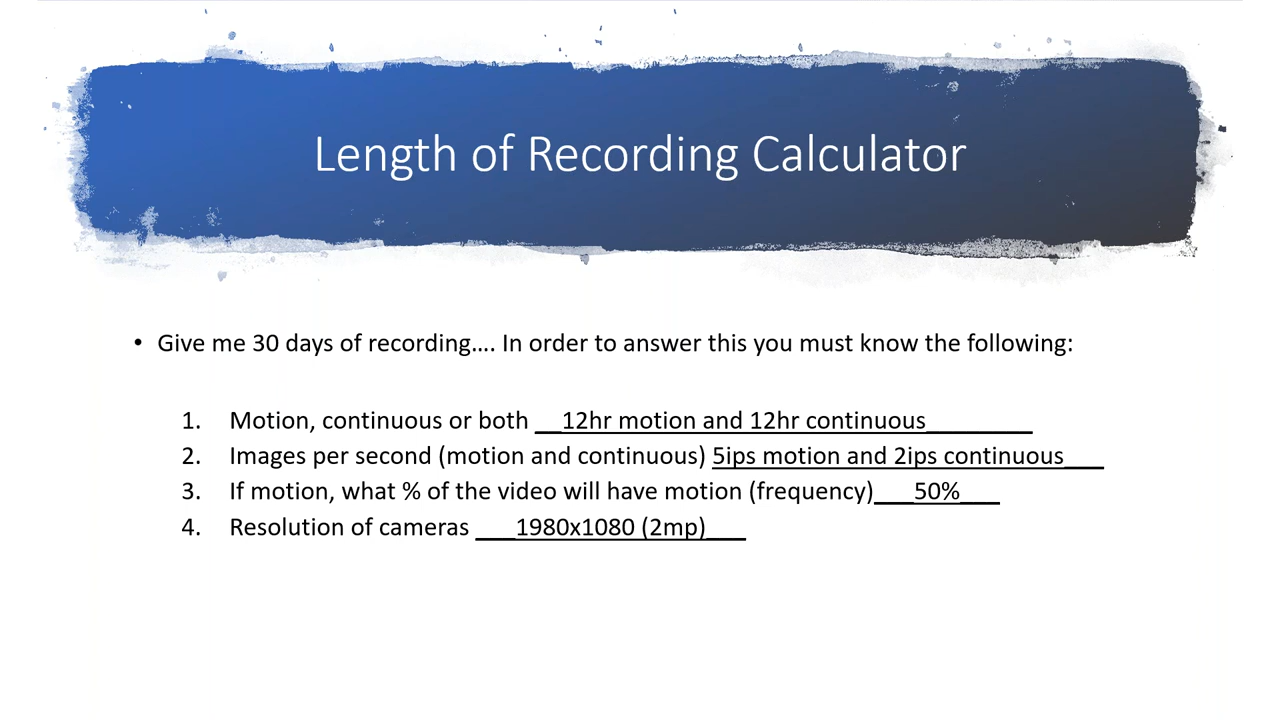 Length of Recording Calculator
• Give me 30 days of recording.... In order to answer this you must know the following:
1. Motion, continuous or both __12hr motion and 12hr continuous________
2. Images per second (motion and continuous) 5ips motion and 2ips continuous___
3. If motion, what % of the video will have motion (frequency)___50%___
4. Resolution of cameras ___1980x1080 (2mp)___